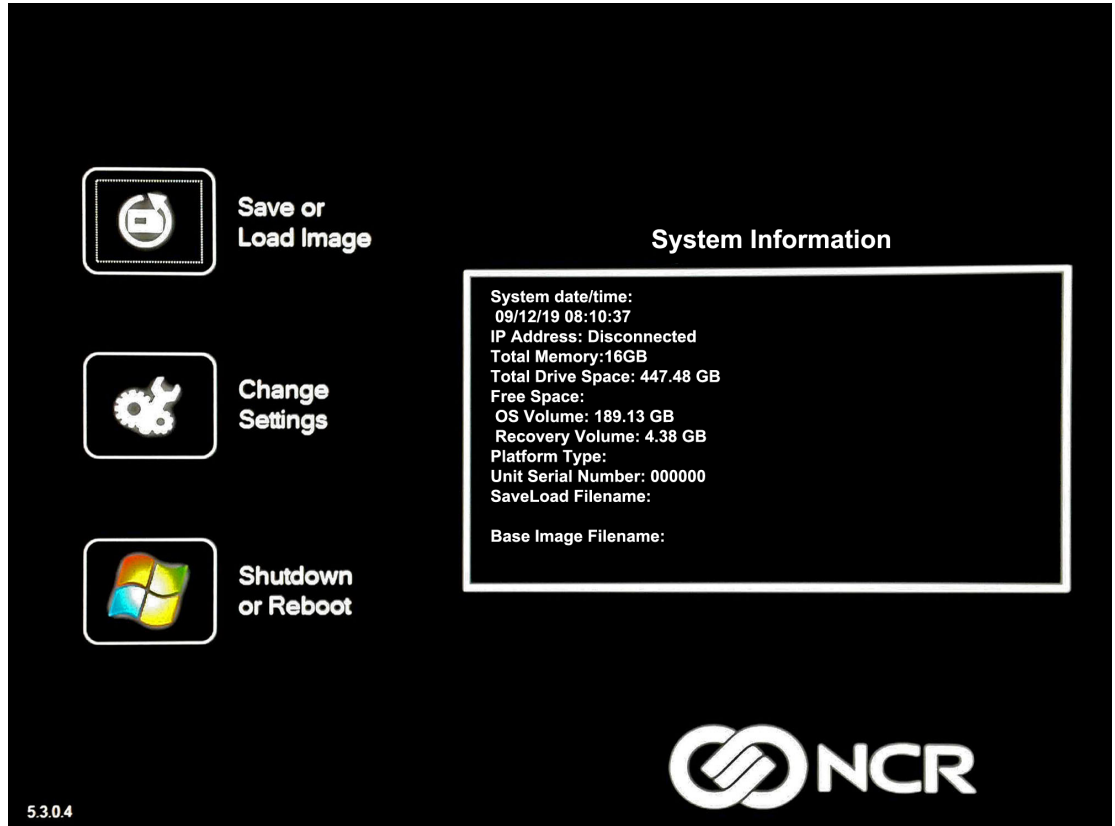 Save or
Load Image
System Information
System date/time:
09/12/19 08:10:37
IP Address: Disconnected
Total Memory:16GB
Total Drive Space: 447.48 GB
Free Space:
OS Volume: 189.13 GB
Recovery Volume: 4.38 GB
Platform Type:
Unit Serial Number: 000000
SaveLoad Filename:
Base Image Filename:
Change
Settings
Shutdown
or Reboot
NCR
5.3.0.4